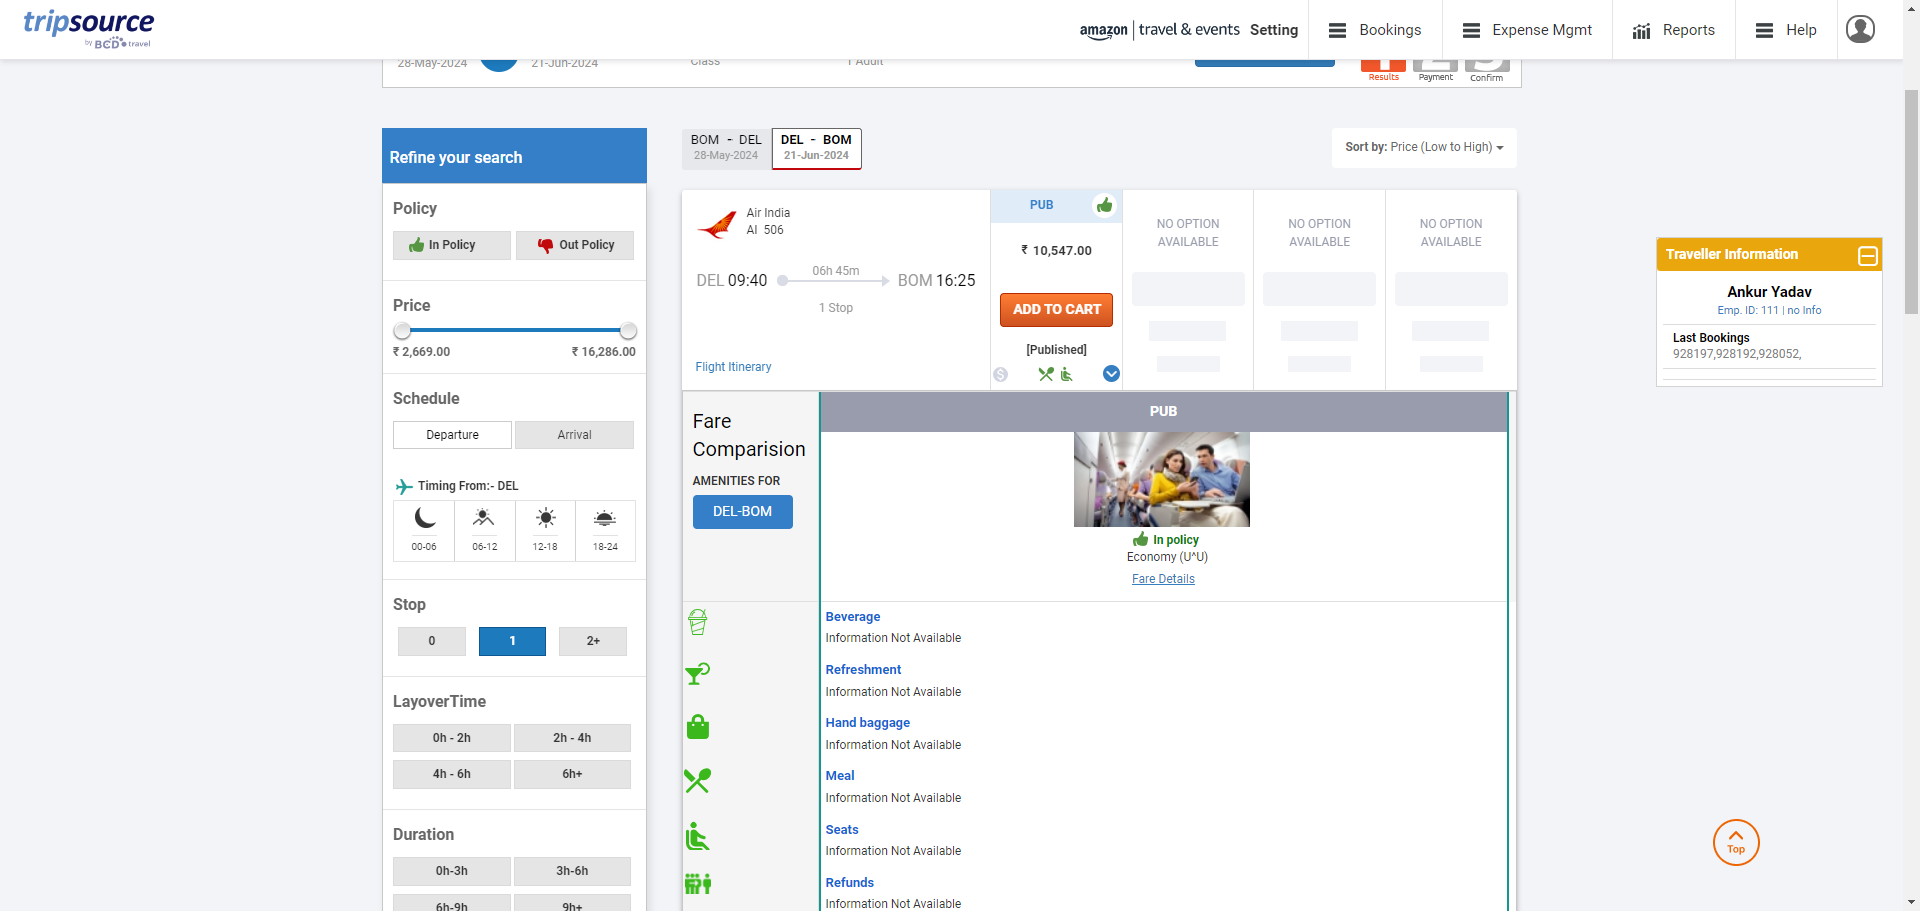 tripsource
by BCD travel
amazon | travel & events Setting
Bookings
Expense Mgmt
Reports
Help
28-May-2024
21-Jun-2024
Class
1 Adult
Results
Payment
Confirm
Refine your search
Policy
In Policy
Out Policy
Price
₹ 2,669.00
₹ 16,286.00
Schedule
Departure
Arrival
Timing From:- DEL
00-06
06-12
12-18
18-24
Stop
0
1
2+
LayoverTime
0h - 2h
2h - 4h
4h - 6h
6h+
Duration
0h-3h
3h-6h
6h-9h
9h+
BOM - DEL
28-May-2024
DEL - BOM
21-Jun-2024
Sort by: Price (Low to High)
Air India
AI 506
DEL 09:40
06h 45m
BOM 16:25
1 Stop
Flight Itinerary
PUB
₹ 10,547.00
ADD TO CART
[Published]
NO OPTION
AVAILABLE
NO OPTION
AVAILABLE
NO OPTION
AVAILABLE
Fare
Comparision
AMENITIES FOR
DEL-BOM
PUB
In policy
Economy (U^U)
Fare Details
Beverage
Information Not Available
Refreshment
Information Not Available
Hand baggage
Information Not Available
Meal
Information Not Available
Seats
Information Not Available
Refunds
Information Not Available
Traveller Information
Ankur Yadav
Emp. ID: 111 | no Info
Last Bookings
928197,928192,928052,
Top